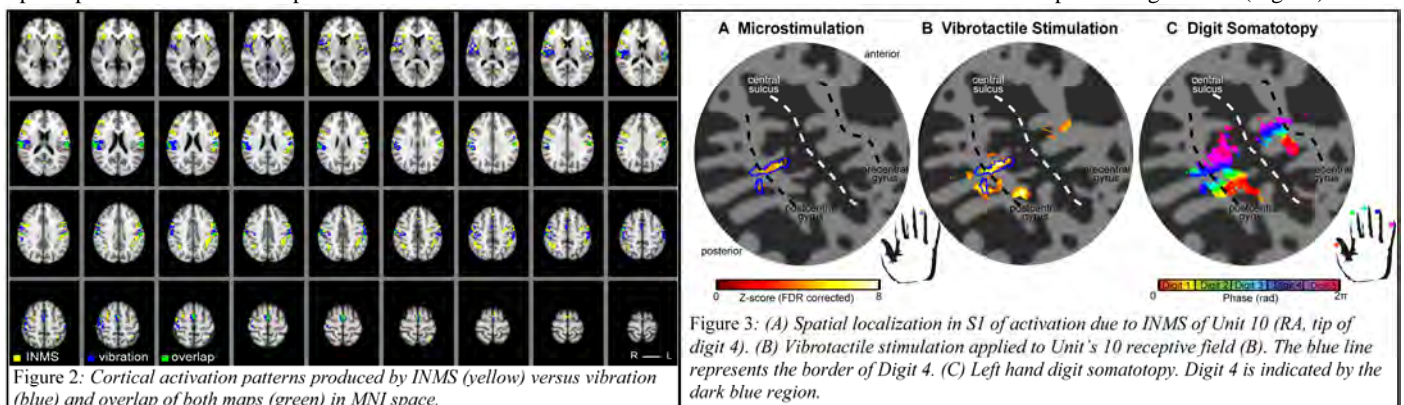 INMS vibration overlap R L
Figure 2: Cortical activation patterns produced by INMS (yellow) versus vibration
(blue) and overlap of both maps (green) in MNI space.
A Microstimulation
B Vibrotactile Stimulation
C Digit Somatotopy
anterior
central
sulcus
central
sulcus
central
sulcus
precentral
gyrus
precentral
gyrus
precentral
gyrus
postcentral
gyrus
postcentral
gyrus
postcentral
gyrus
posterior
0 Z-score (FDR corrected) 8
Digit 1 Digit 2 Digit 3 Digit 4 Digit 5
0 Phase (rad) 2π
Figure 3: (A) Spatial localization in S1 of activation due to INMS of Unit 10 (RA, tip of
digit 4). (B) Vibrotactile stimulation applied to Unit's 10 receptive field (B). The blue line
represents the border of Digit 4. (C) Left hand digit somatotopy. Digit 4 is indicated by the
dark blue region.